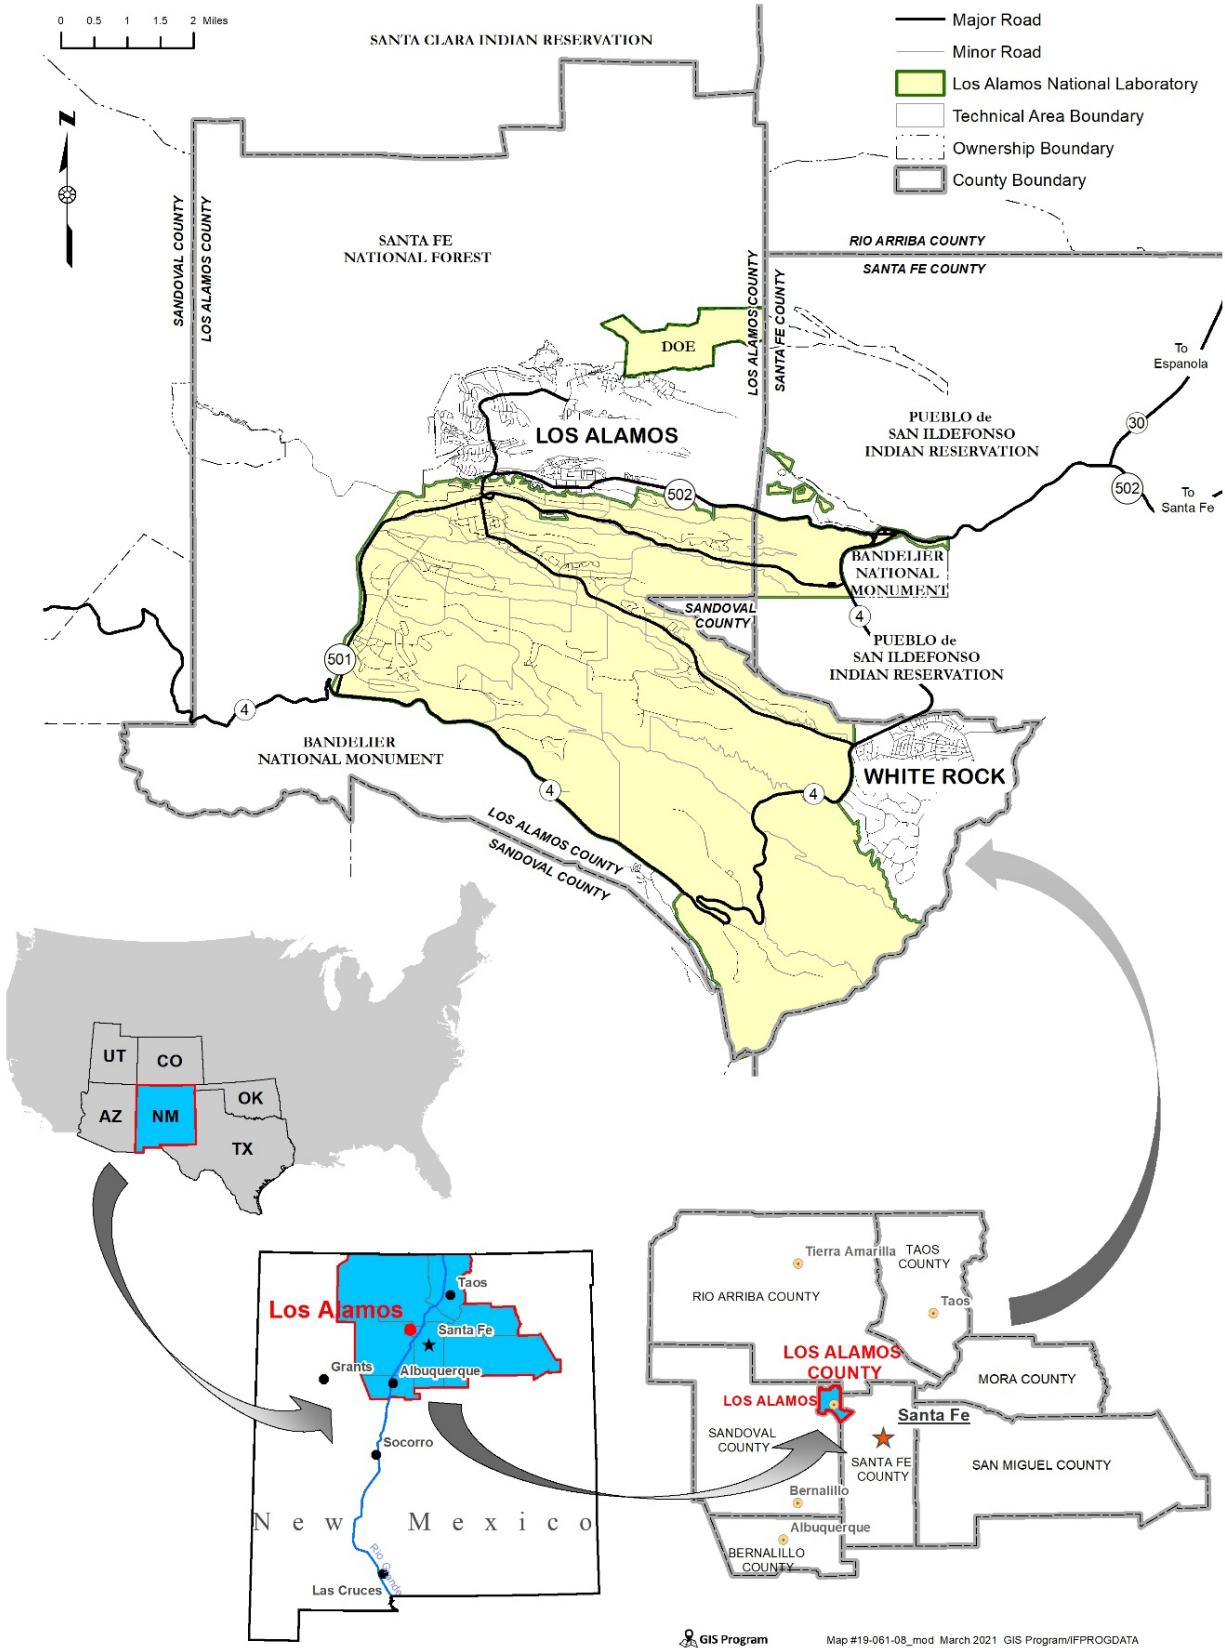 0 0.5 1 1.5 2 Miles
SANTA CLARA INDIAN RESERVATION
Major Road
Minor Road
Los Alamos National Laboratory
Technical Area Boundary
Ownership Boundary
County Boundary
N
SANDOVAL COUNTY
LOS ALAMOS COUNTY
SANTA FE
NATIONAL FOREST
RIO ARRIBA COUNTY
SANTA FE COUNTY
LOS ALAMOS COUNTY
SANTA FE COUNTY
DOE
To
Espanola
LOS ALAMOS
PUEBLO de
SAN ILDEFONSO
INDIAN RESERVATION
30
502
502
To
Santa Fe
BANDELIER
NATIONAL
MONUMENT
SANDOVAL
COUNTY
4
PUEBLO de
SAN ILDEFONSO
INDIAN RESERVATION
501
4
BANDELIER
NATIONAL MONUMENT
WHITE ROCK
4
4
LOS ALAMOS COUNTY
SANDOVAL COUNTY
UT
CO
AZ
NM
OK
TX
Taos
Los Alamos
Santa Fe
Grants
Albuquerque
Socorro
New Mexico
Rio Grande
Las Cruces
Tierra Amarilla
TAOS
COUNTY
RIO ARRIBA COUNTY
Taos
LOS ALAMOS
COUNTY
MORA COUNTY
LOS ALAMOS
Santa Fe
SANDOVAL
COUNTY
SANTA FE
COUNTY
SAN MIGUEL COUNTY
Bernalillo
Albuquerque
BERNALILLO
COUNTY
GIS Program
Map #19-061-08_mod March 2021 GIS Program/IFPROGDATA